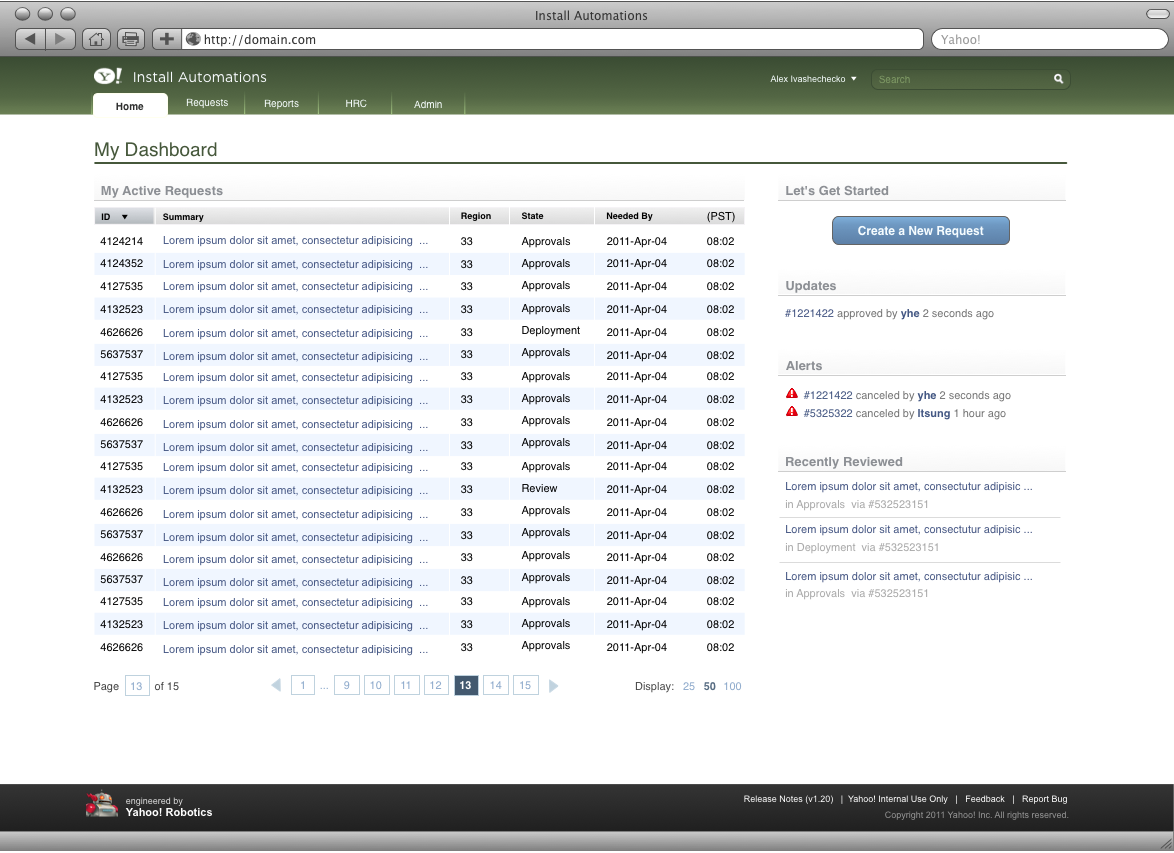 Install Automations
http://domain.com
Yahoo!
Y! Install Automations
Alex Ivashechecko ▼
Search
Home Requests Reports HRC Admin
My Dashboard
My Active Requests
ID ▼ Summary Region State Needed By (PST)
4124214 Lorem ipsum dolor sit amet, consectetur adipisicing ... 33 Approvals 2011-Apr-04 08:02
4124352 Lorem ipsum dolor sit amet, consectetur adipisicing ... 33 Approvals 2011-Apr-04 08:02
4127535 Lorem ipsum dolor sit amet, consectetur adipisicing ... 33 Approvals 2011-Apr-04 08:02
4132523 Lorem ipsum dolor sit amet, consectetur adipisicing ... 33 Approvals 2011-Apr-04 08:02
4626626 Lorem ipsum dolor sit amet, consectetur adipisicing ... 33 Deployment 2011-Apr-04 08:02
5637537 Lorem ipsum dolor sit amet, consectetur adipisicing ... 33 Approvals 2011-Apr-04 08:02
4127535 Lorem ipsum dolor sit amet, consectetur adipisicing ... 33 Approvals 2011-Apr-04 08:02
4132523 Lorem ipsum dolor sit amet, consectetur adipisicing ... 33 Approvals 2011-Apr-04 08:02
4626626 Lorem ipsum dolor sit amet, consectetur adipisicing ... 33 Approvals 2011-Apr-04 08:02
5637537 Lorem ipsum dolor sit amet, consectetur adipisicing ... 33 Approvals 2011-Apr-04 08:02
4127535 Lorem ipsum dolor sit amet, consectetur adipisicing ... 33 Approvals 2011-Apr-04 08:02
4132523 Lorem ipsum dolor sit amet, consectetur adipisicing ... 33 Review 2011-Apr-04 08:02
4626626 Lorem ipsum dolor sit amet, consectetur adipisicing ... 33 Approvals 2011-Apr-04 08:02
5637537 Lorem ipsum dolor sit amet, consectetur adipisicing ... 33 Approvals 2011-Apr-04 08:02
4626626 Lorem ipsum dolor sit amet, consectetur adipisicing ... 33 Approvals 2011-Apr-04 08:02
5637537 Lorem ipsum dolor sit amet, consectetur adipisicing ... 33 Approvals 2011-Apr-04 08:02
4127535 Lorem ipsum dolor sit amet, consectetur adipisicing ... 33 Approvals 2011-Apr-04 08:02
4132523 Lorem ipsum dolor sit amet, consectetur adipisicing ... 33 Approvals 2011-Apr-04 08:02
4626626 Lorem ipsum dolor sit amet, consectetur adipisicing ... 33 Approvals 2011-Apr-04 08:02
Page 13 of 15
1 ... 9 10 11 12 13 14 15
Display: 25 50 100
Let's Get Started
Create a New Request
Updates
#1221422 approved by yhe 2 seconds ago
Alerts
#1221422 canceled by yhe 2 seconds ago
#5325322 canceled by ltsung 1 hour ago
Recently Reviewed
Lorem ipsum dolor sit amet, consectutur adipisic ...
in Approvals via #532523151
Lorem ipsum dolor sit amet, consectutur adipisic ...
in Deployment via #532523151
Lorem ipsum dolor sit amet, consectutur adipisic ...
in Approvals via #532523151
engineered by
Yahoo! Robotics
Release Notes (v1.20) | Yahoo! Internal Use Only | Feedback | Report Bug
Copyright 2011 Yahoo! Inc. All rights reserved.